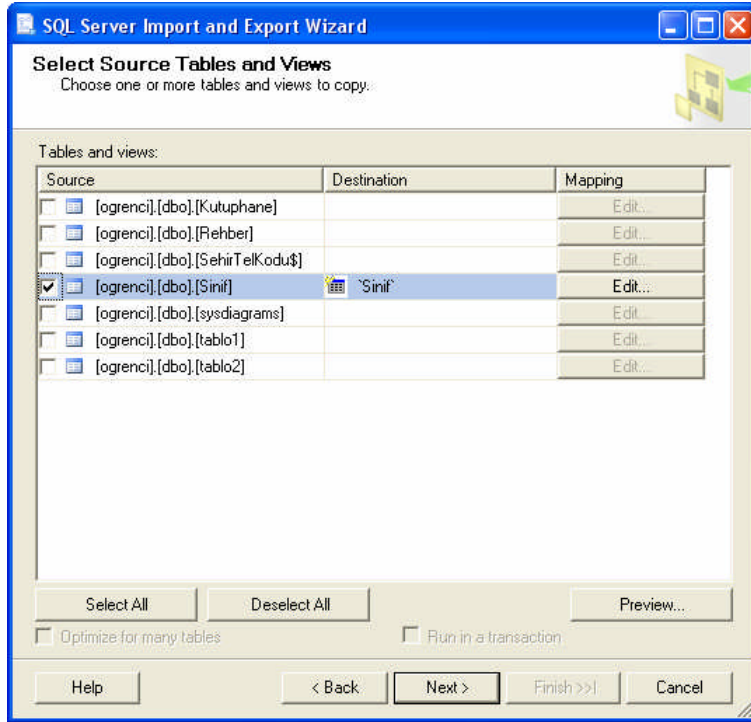 SQL Server Import and Export Wizard
Select Source Tables and Views
Choose one or more tables and views to copy.
Tables and views:
Source Destination Mapping
[ogrenci].[dbo].[Kutuphane] Edit...
[ogrenci].[dbo].[Rehber] Edit...
[ogrenci].[dbo].[SehirTelKodu$] Edit...
[ogrenci].[dbo].[Sinif] `Sinif` Edit...
[ogrenci].[dbo].[sysdiagrams] Edit...
[ogrenci].[dbo].[tablo1] Edit...
[ogrenci].[dbo].[tablo2] Edit...
Select All Deselect All Preview...
Optimize for many tables Run in a transaction
Help < Back Next > Finish >>| Cancel